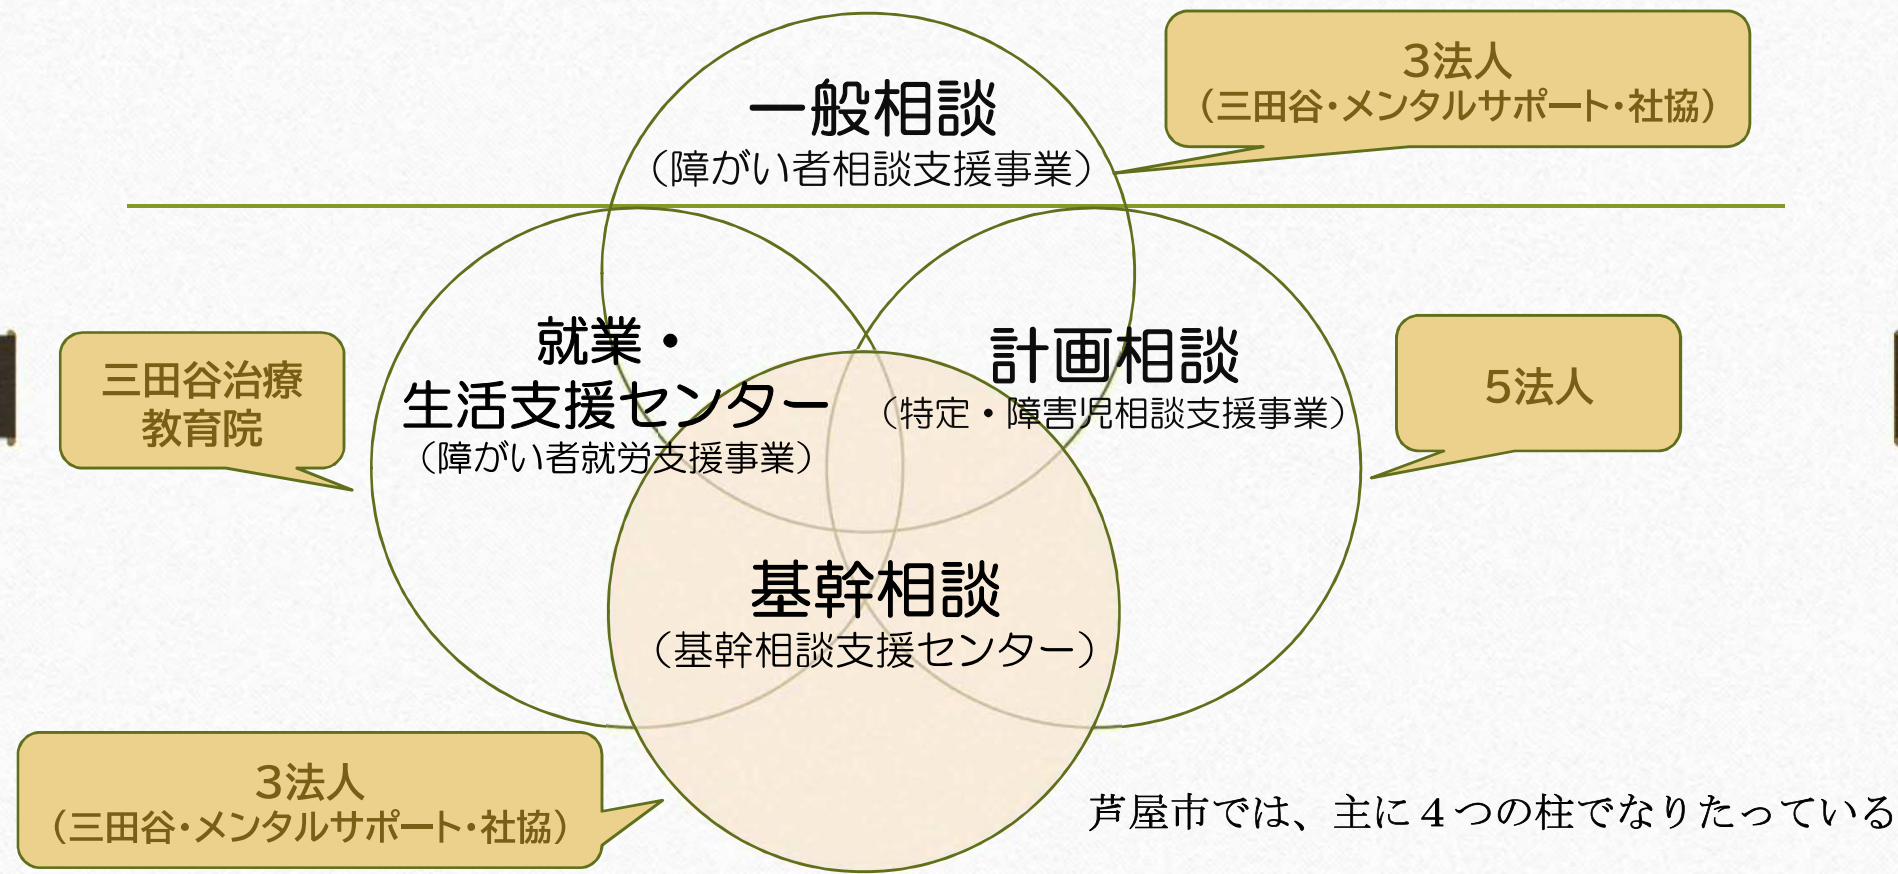 一般相談
（障がい者相談支援事業）
3法人
（三田谷・メンタルサポート・社協）
就業・
生活支援センター
（障がい者就労支援事業）
三田谷治療
教育院
計画相談
（特定・障害児相談支援事業）
5法人
基幹相談
（基幹相談支援センター）
3法人
（三田谷・メンタルサポート・社協）
芦屋市では、主に４つの柱でなりたっている